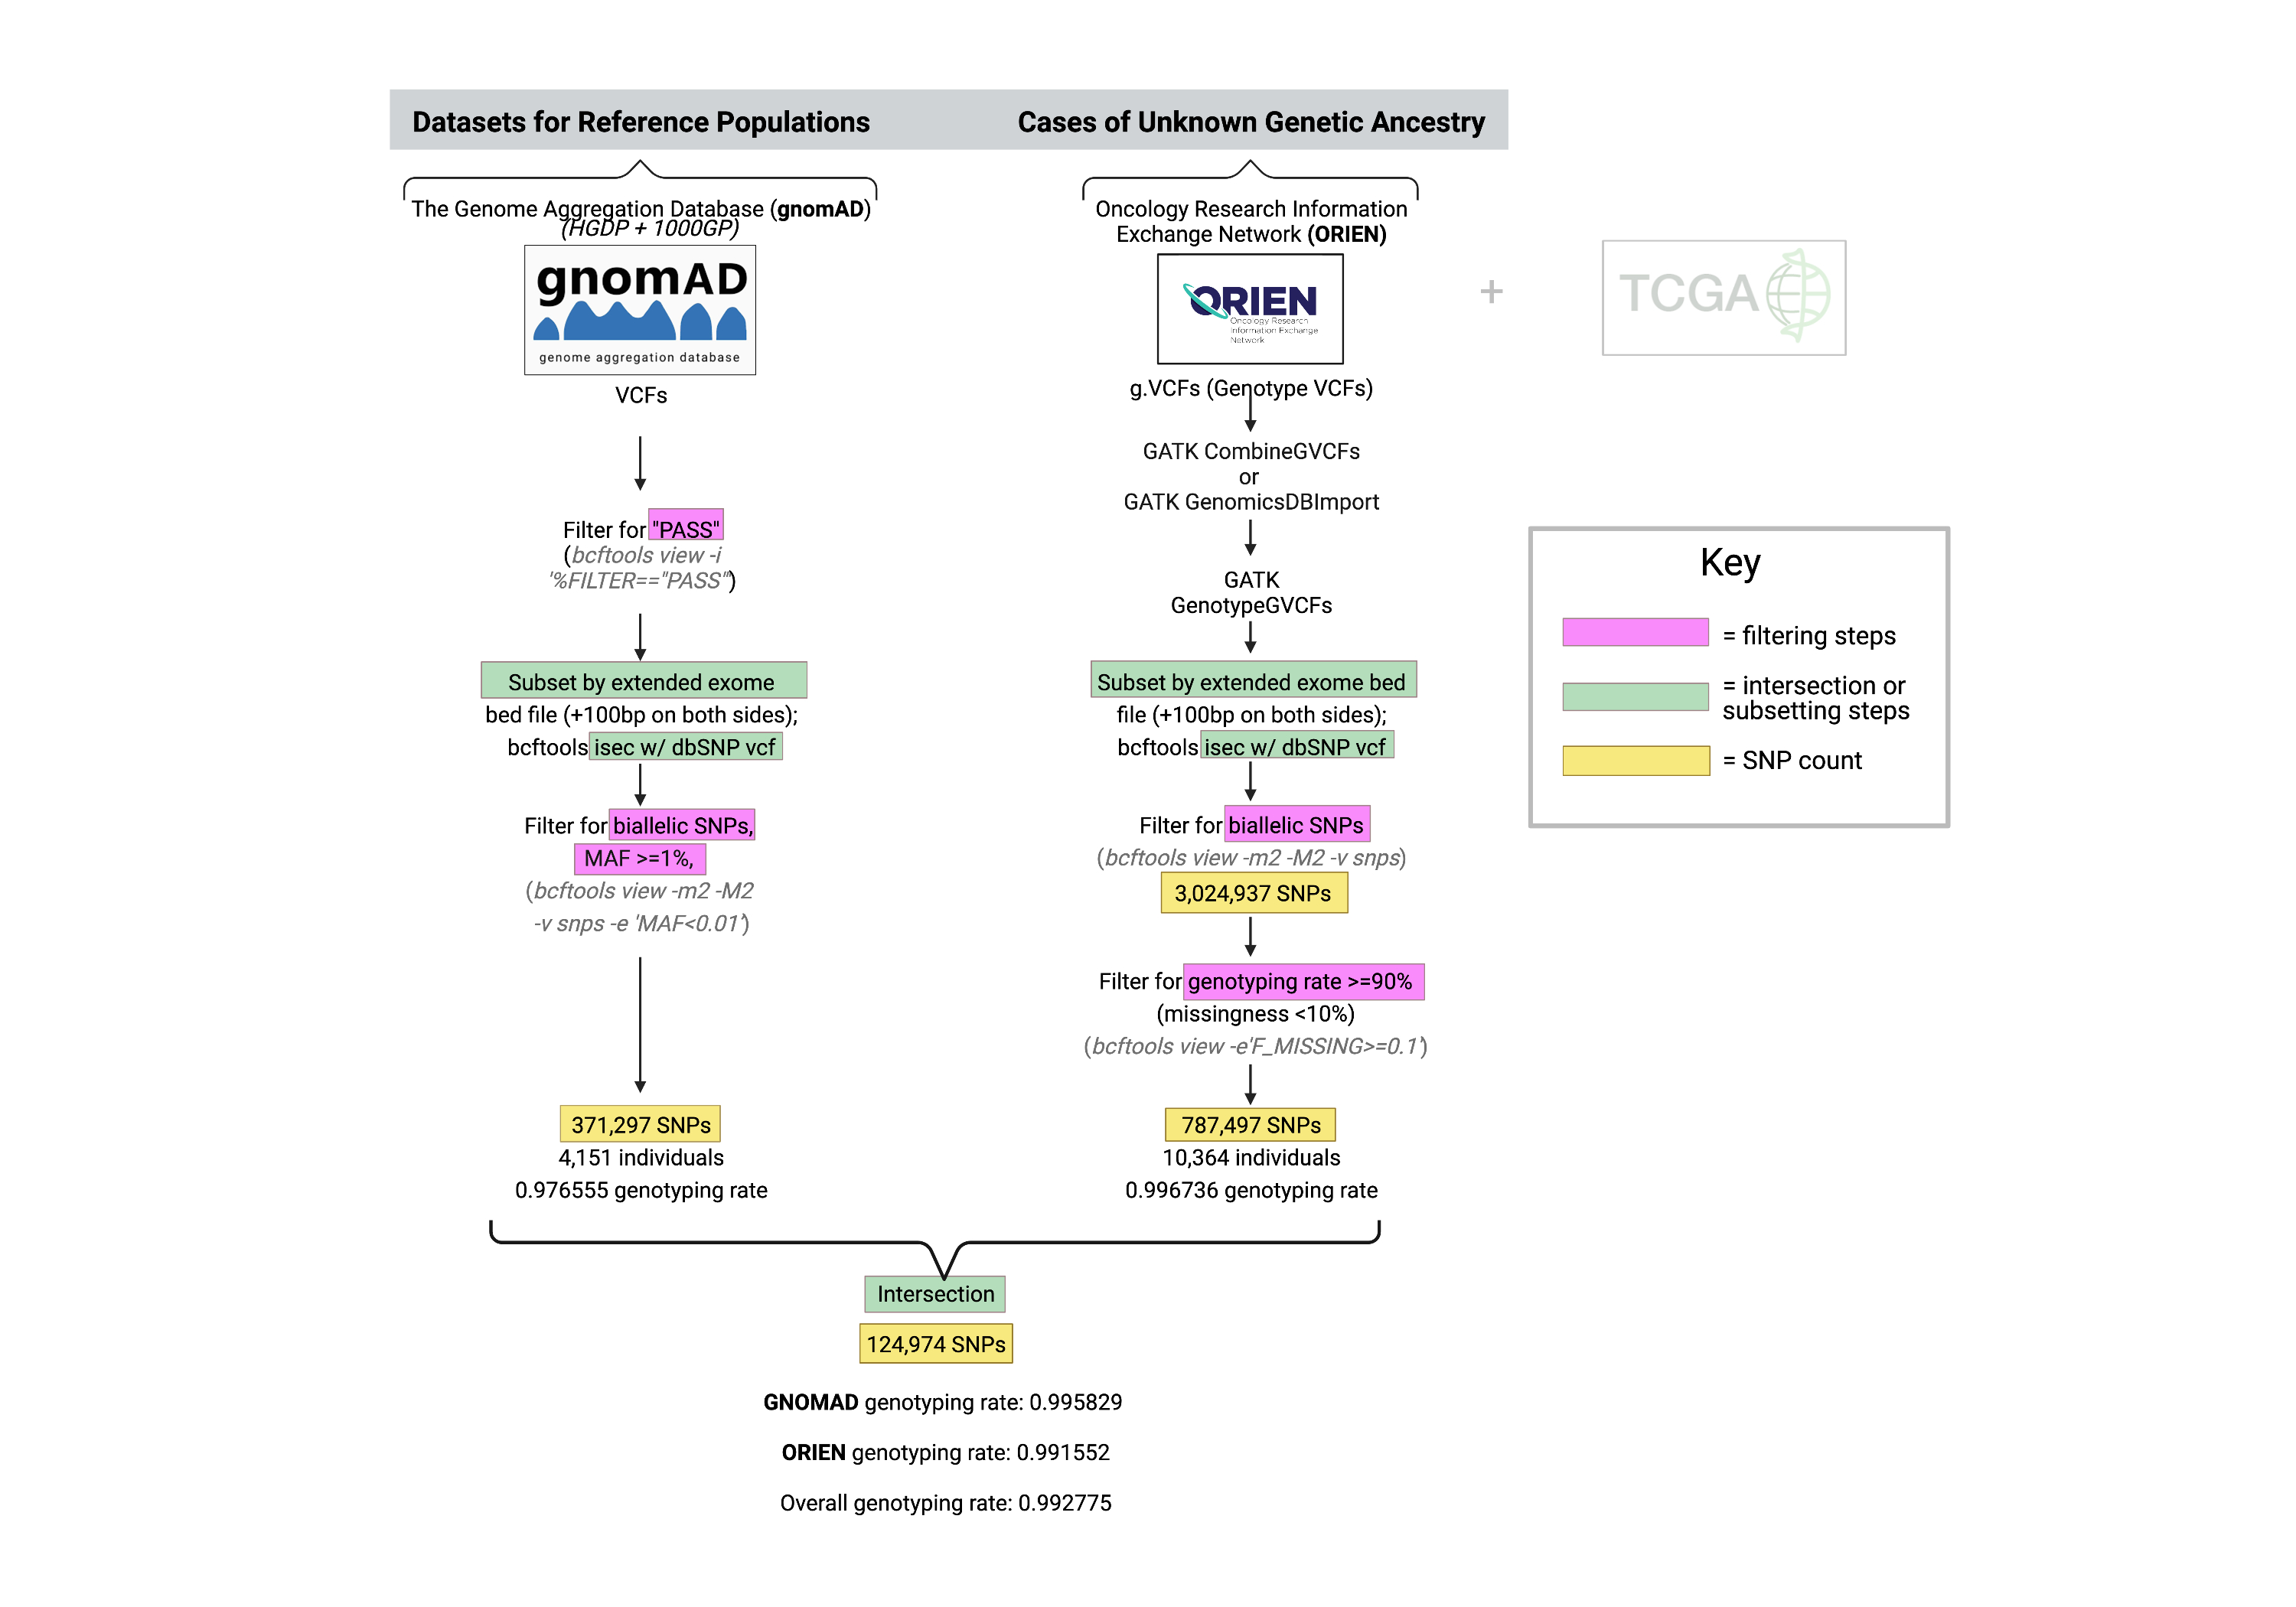 Datasets for Reference Populations
Cases of Unknown Genetic Ancestry
The Genome Aggregation Database (gnomAD)
(HGDP + 1000GP)
gnomAD
genome aggregation database
VCFs
Filter for "PASS"
(bcftools view -i
'%FILTER=="PASS"')
Subset by extended exome
bed file (+100bp on both sides);
bcftools isec w/ dbSNP vcf
Filter for biallelic SNPs,
MAF >=1%,
(bcftools view -m2 -M2
-v snps -e 'MAF<0.01')
371,297 SNPs
4,151 individuals
0.976555 genotyping rate
Oncology Research Information
Exchange Network (ORIEN)
ORIEN
Oncology Research
Information Exchange
Network
g.VCFs (Genotype VCFs)
GATK CombineGVCFs
or
GATK GenomicsDBImport
GATK
GenotypeGVCFs
Subset by extended exome bed
file (+100bp on both sides);
bcftools isec w/ dbSNP vcf
Filter for biallelic SNPs
(bcftools view -m2 -M2 -v snps)
3,024,937 SNPs
Filter for genotyping rate >=90%
(missingness <10%)
(bcftools view -e'F_MISSING>=0.1')
787,497 SNPs
10,364 individuals
0.996736 genotyping rate
+
TCGA
Key
= filtering steps
= intersection or
subsetting steps
= SNP count
Intersection
124,974 SNPs
GNOMAD genotyping rate: 0.995829
ORIEN genotyping rate: 0.991552
Overall genotyping rate: 0.992775